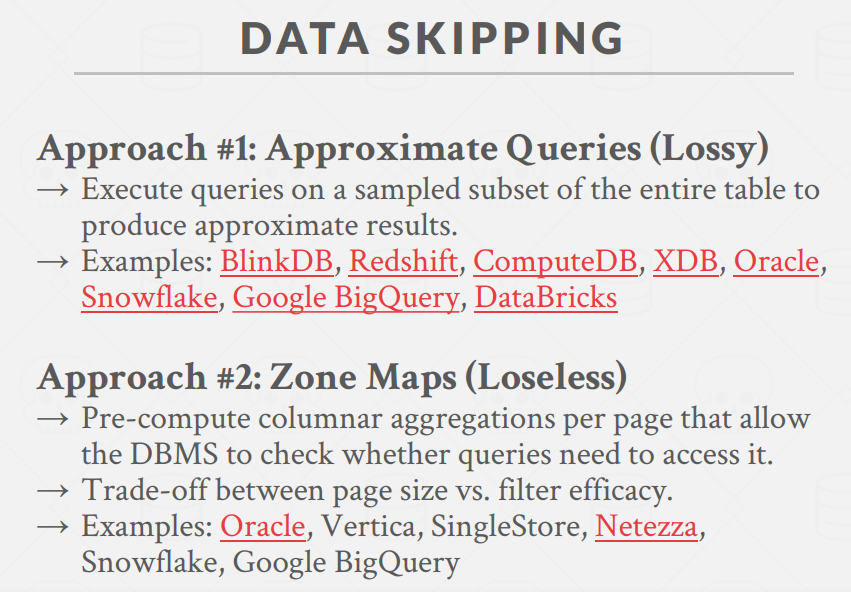 DATA SKIPPING
Approach #1: Approximate Queries (Lossy)
→ Execute queries on a sampled subset of the entire table to
produce approximate results.
→ Examples: BlinkDB, Redshift, ComputeDB, XDB, Oracle,
Snowflake, Google BigQuery, DataBricks
Approach #2: Zone Maps (Loseless)
→ Pre-compute columnar aggregations per page that allow
the DBMS to check whether queries need to access it.
→ Trade-off between page size vs. filter efficacy.
→ Examples: Oracle, Vertica, SingleStore, Netezza,
Snowflake, Google BigQuery